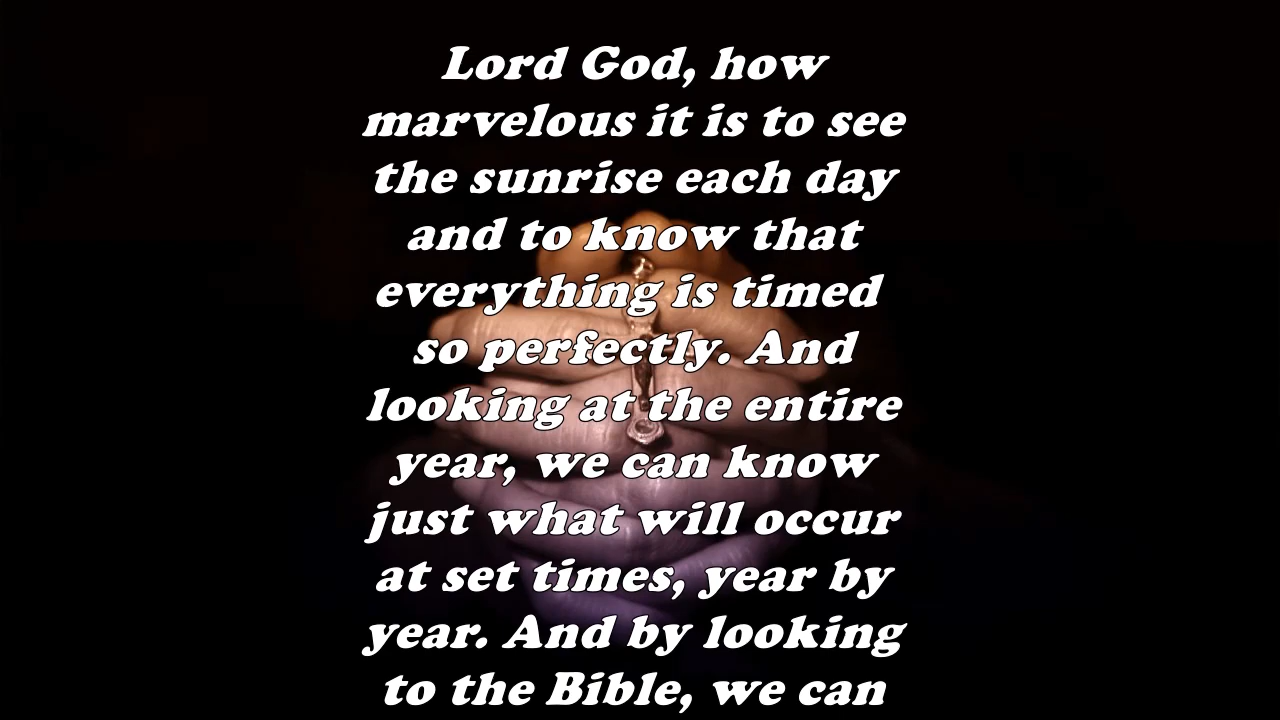 Lord God, how
marvelous it is to see
the sunrise each day
and to know that
everything is timed
so perfectly. And
looking at the entire
year, we can know
just what will occur
at set times, year by
year. And by looking
to the Bible, we can